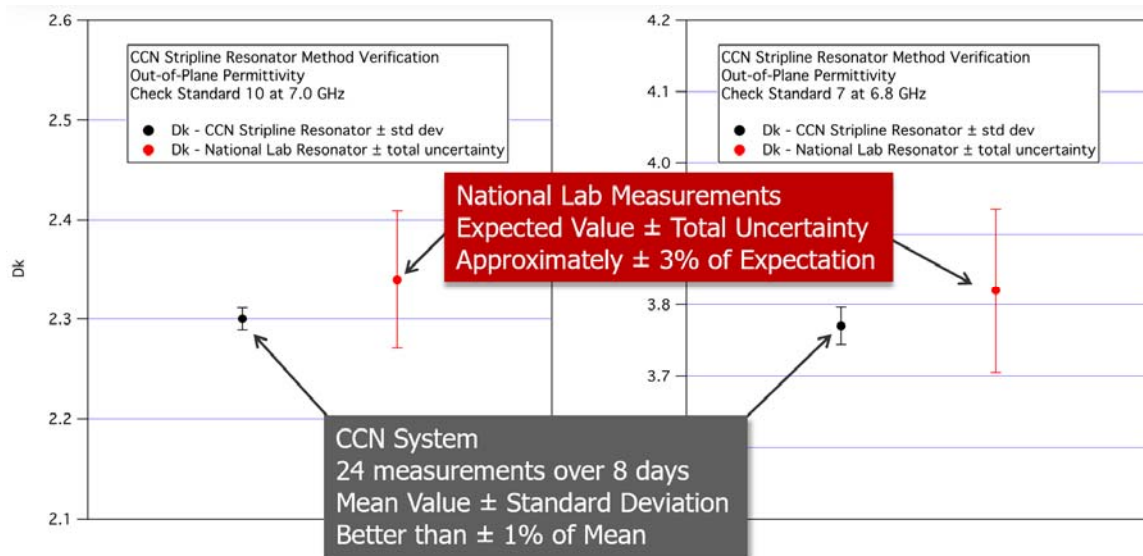 2.6
2.5
2.4
2.3
2.2
2.1
Dk
CCN Stripline Resonator Method Verification
Out-of-Plane Permittivity
Check Standard 10 at 7.0 GHz
Dk - CCN Stripline Resonator ± std dev
Dk - National Lab Resonator ± total uncertainty
4.2
4.1
4.0
3.8
3.7
CCN Stripline Resonator Method Verification
Out-of-Plane Permittivity
Check Standard 7 at 6.8 GHz
Dk - CCN Stripline Resonator ± std dev
Dk - National Lab Resonator ± total uncertainty
National Lab Measurements
Expected Value ± Total Uncertainty
Approximately ± 3% of Expectation
CCN System
24 measurements over 8 days
Mean Value ± Standard Deviation
Better than ± 1% of Mean